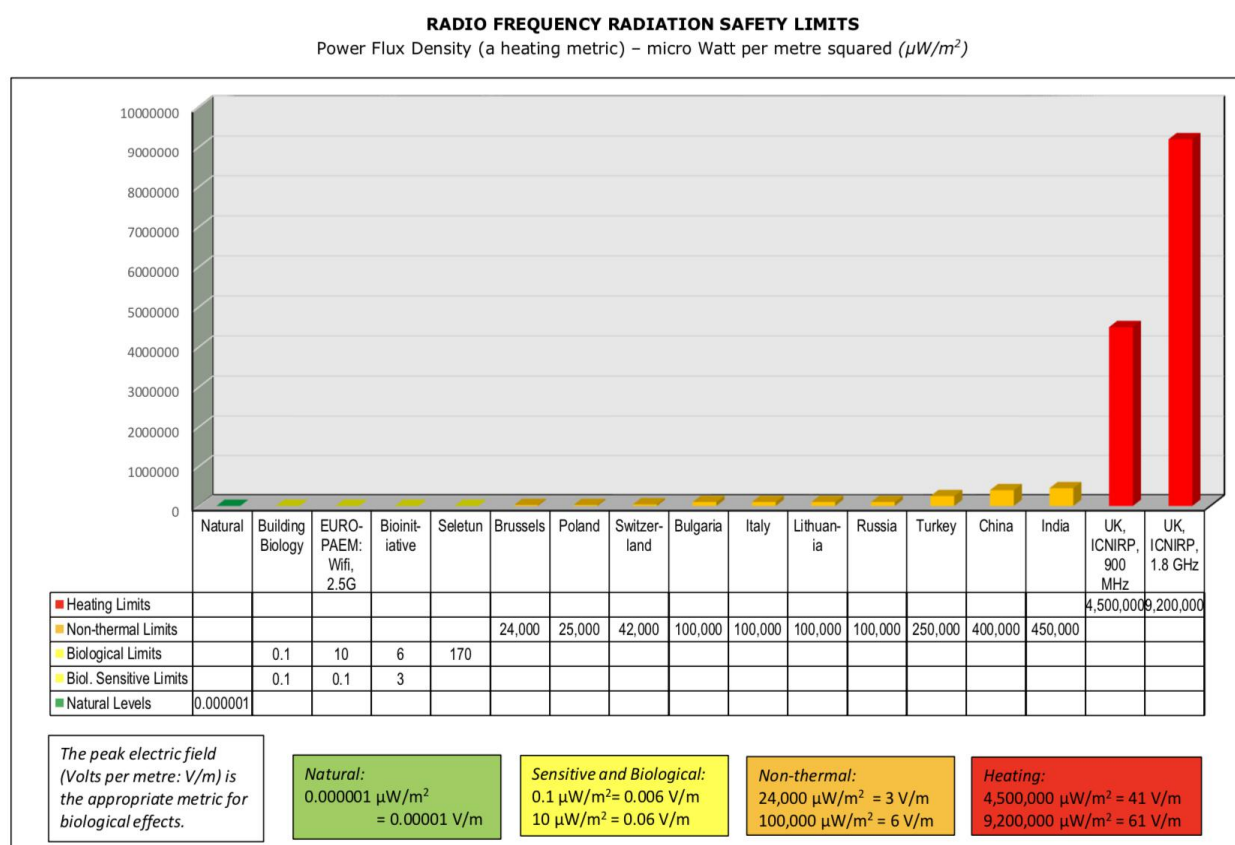 RADIO FREQUENCY RADIATION SAFETY LIMITS
Power Flux Density (a heating metric) – micro Watt per metre squared (µW/m²)
10000000
9000000
8000000
7000000
6000000
5000000
4000000
3000000
2000000
1000000
0
Natural
Building
Biology
EURO-
PAEM:
Wifi,
2.5G
Bioinit-
iative
Seletun
Brussels
Poland
Switzer-
land
Bulgaria
Italy
Lithuan-
ia
Russia
Turkey
China
India
UK,
ICNIRP,
900
MHz
UK,
ICNIRP,
1.8 GHz
Heating Limits 4,500,000 9,200,000
Non-thermal Limits 24,000 25,000 42,000 100,000 100,000 100,000 100,000 250,000 400,000 450,000
Biological Limits 0.1 10 6 170
Biol. Sensitive Limits 0.1 0.1 3
Natural Levels 0.000001
The peak electric field
(Volts per metre: V/m) is
the appropriate metric for
biological effects.
Natural:
0.000001 µW/m²
= 0.00001 V/m
Sensitive and Biological:
0.1 µW/m²= 0.006 V/m
10 µW/m² = 0.06 V/m
Non-thermal:
24,000 µW/m² = 3 V/m
100,000 µW/m² = 6 V/m
Heating:
4,500,000 µW/m² = 41 V/m
9,200,000 µW/m² = 61 V/m